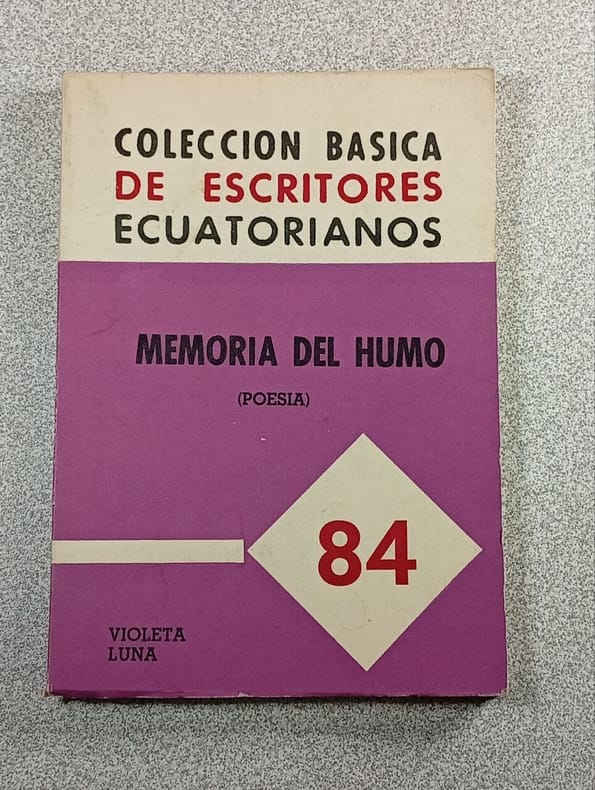 COLECCION BASICA
DE ESCRITORES
ECUATORIANOS
MEMORIA DEL HUMO
(POESIA)
84
VIOLETA
LUNA